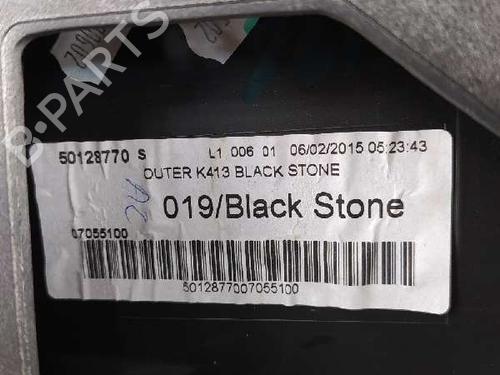 B-PARTS
50128770 S L1 006 01 06/02/2015 05:23:43
OUTER K413 BLACK STONE
019/Black Stone
07055100
5012877007055100